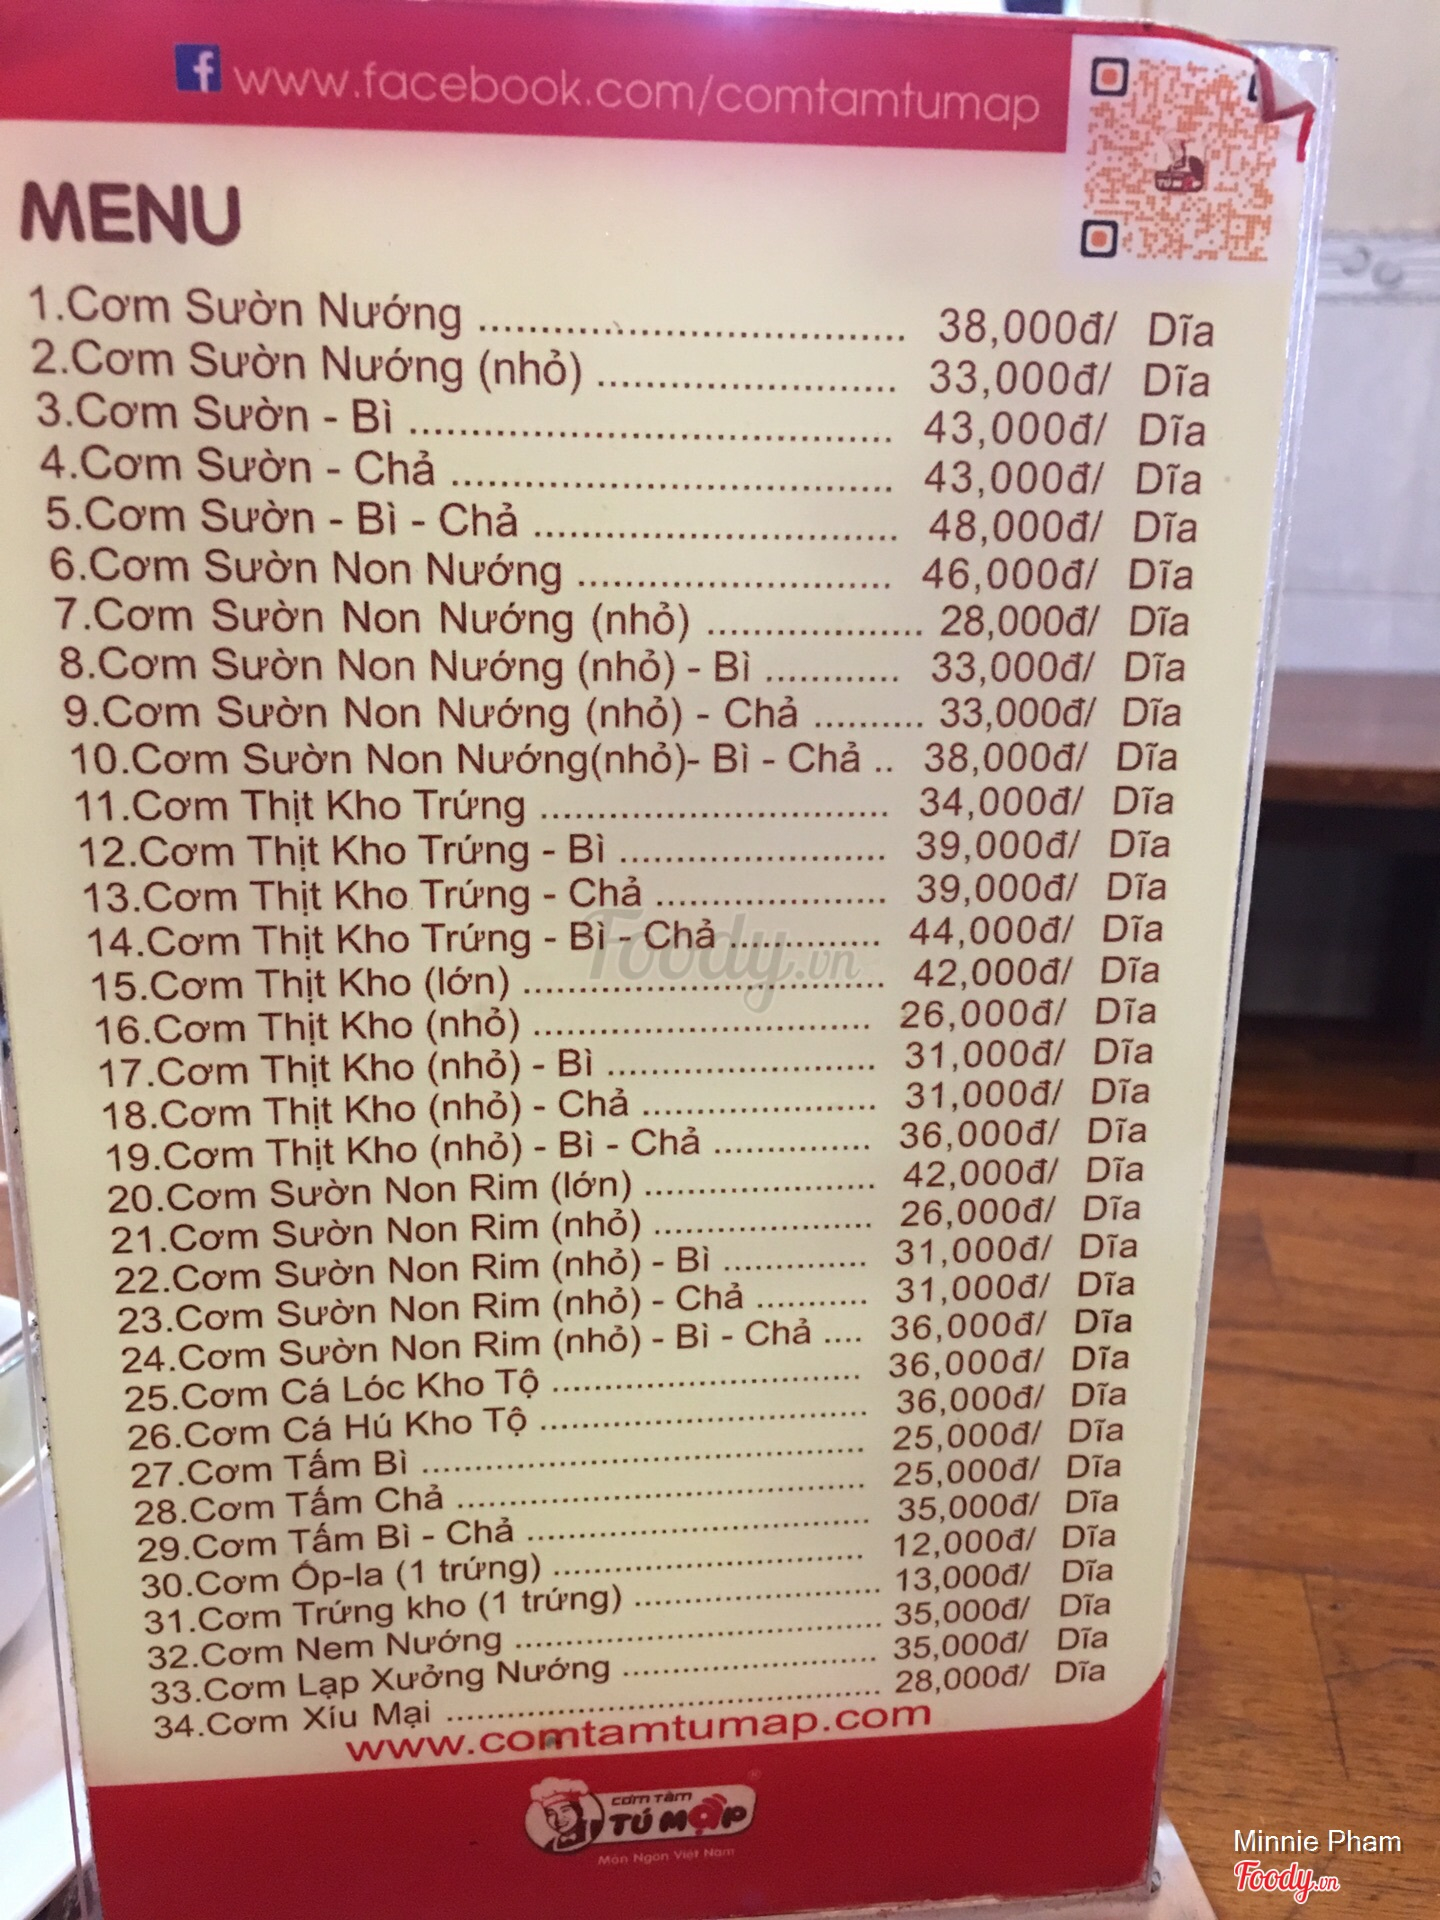 f www.facebook.com/comtamtumap
MENU
1.Cơm Sườn Nướng .................................. 38,000đ/ Dĩa
2.Cơm Sườn Nướng (nhỏ) ........................ 33,000đ/ Dĩa
3.Cơm Sườn - Bì ....................................... 43,000đ/ Dĩa
4.Cơm Sườn - Chả .................................... 43,000đ/ Dĩa
5.Cơm Sườn - Bì - Chả .............................. 48,000đ/ Dĩa
6.Cơm Sườn Non Nướng .......................... 46,000đ/ Dĩa
7.Cơm Sườn Non Nướng (nhỏ) ................... 28,000đ/ Dĩa
8.Cơm Sườn Non Nướng (nhỏ) - Bì ............ 33,000đ/ Dĩa
9.Cơm Sườn Non Nướng (nhỏ) - Chả .......... 33,000đ/ Dĩa
10.Cơm Sườn Non Nướng(nhỏ)- Bì - Chả .. 38,000đ/ Dĩa
11.Cơm Thịt Kho Trứng ............................. 34,000đ/ Dĩa
12.Cơm Thịt Kho Trứng - Bì ....................... 39,000đ/ Dĩa
13.Cơm Thịt Kho Trứng - Chả .................... 39,000đ/ Dĩa
14.Cơm Thịt Kho Trứng - Bì - Chả .............. 44,000đ/ Dĩa
15.Cơm Thịt Kho (lớn) ............................... 42,000đ/ Dĩa
16.Cơm Thịt Kho (nhỏ) .............................. 26,000đ/ Dĩa
17.Cơm Thịt Kho (nhỏ) - Bì ........................ 31,000đ/ Dĩa
18.Cơm Thịt Kho (nhỏ) - Chả ..................... 31,000đ/ Dĩa
19.Cơm Thịt Kho (nhỏ) - Bì - Chả .............. 36,000đ/ Dĩa
20.Cơm Sườn Non Rim (lớn) ..................... 42,000đ/ Dĩa
21.Cơm Sườn Non Rim (nhỏ) .................... 26,000đ/ Dĩa
22.Cơm Sườn Non Rim (nhỏ) - Bì ............. 31,000đ/ Dĩa
23.Cơm Sườn Non Rim (nhỏ) - Chả .......... 31,000đ/ Dĩa
24.Cơm Sườn Non Rim (nhỏ) - Bì - Chả .... 36,000đ/ Dĩa
25.Cơm Cá Lóc Kho Tộ ............................ 36,000đ/ Dĩa
26.Cơm Cá Hú Kho Tộ ............................. 36,000đ/ Dĩa
27.Cơm Tấm Bì ....................................... 25,000đ/ Dĩa
28.Cơm Tấm Chả .................................... 25,000đ/ Dĩa
29.Cơm Tấm Bì - Chả .............................. 35,000đ/ Dĩa
30.Cơm Ốp-la (1 trứng) ........................... 12,000đ/ Dĩa
31.Cơm Trứng kho (1 trứng) ..................... 13,000đ/ Dĩa
32.Cơm Nem Nướng ................................ 35,000đ/ Dĩa
33.Cơm Lạp Xưởng Nướng ...................... 35,000đ/ Dĩa
34.Cơm Xíu Mại ...................................... 28,000đ/ Dĩa
www.comtamtumap.com
CƠM TẤM
TÚ MẬP
Món Ngon Việt Nam
Foody.vn
Minnie Pham
Foody.vn